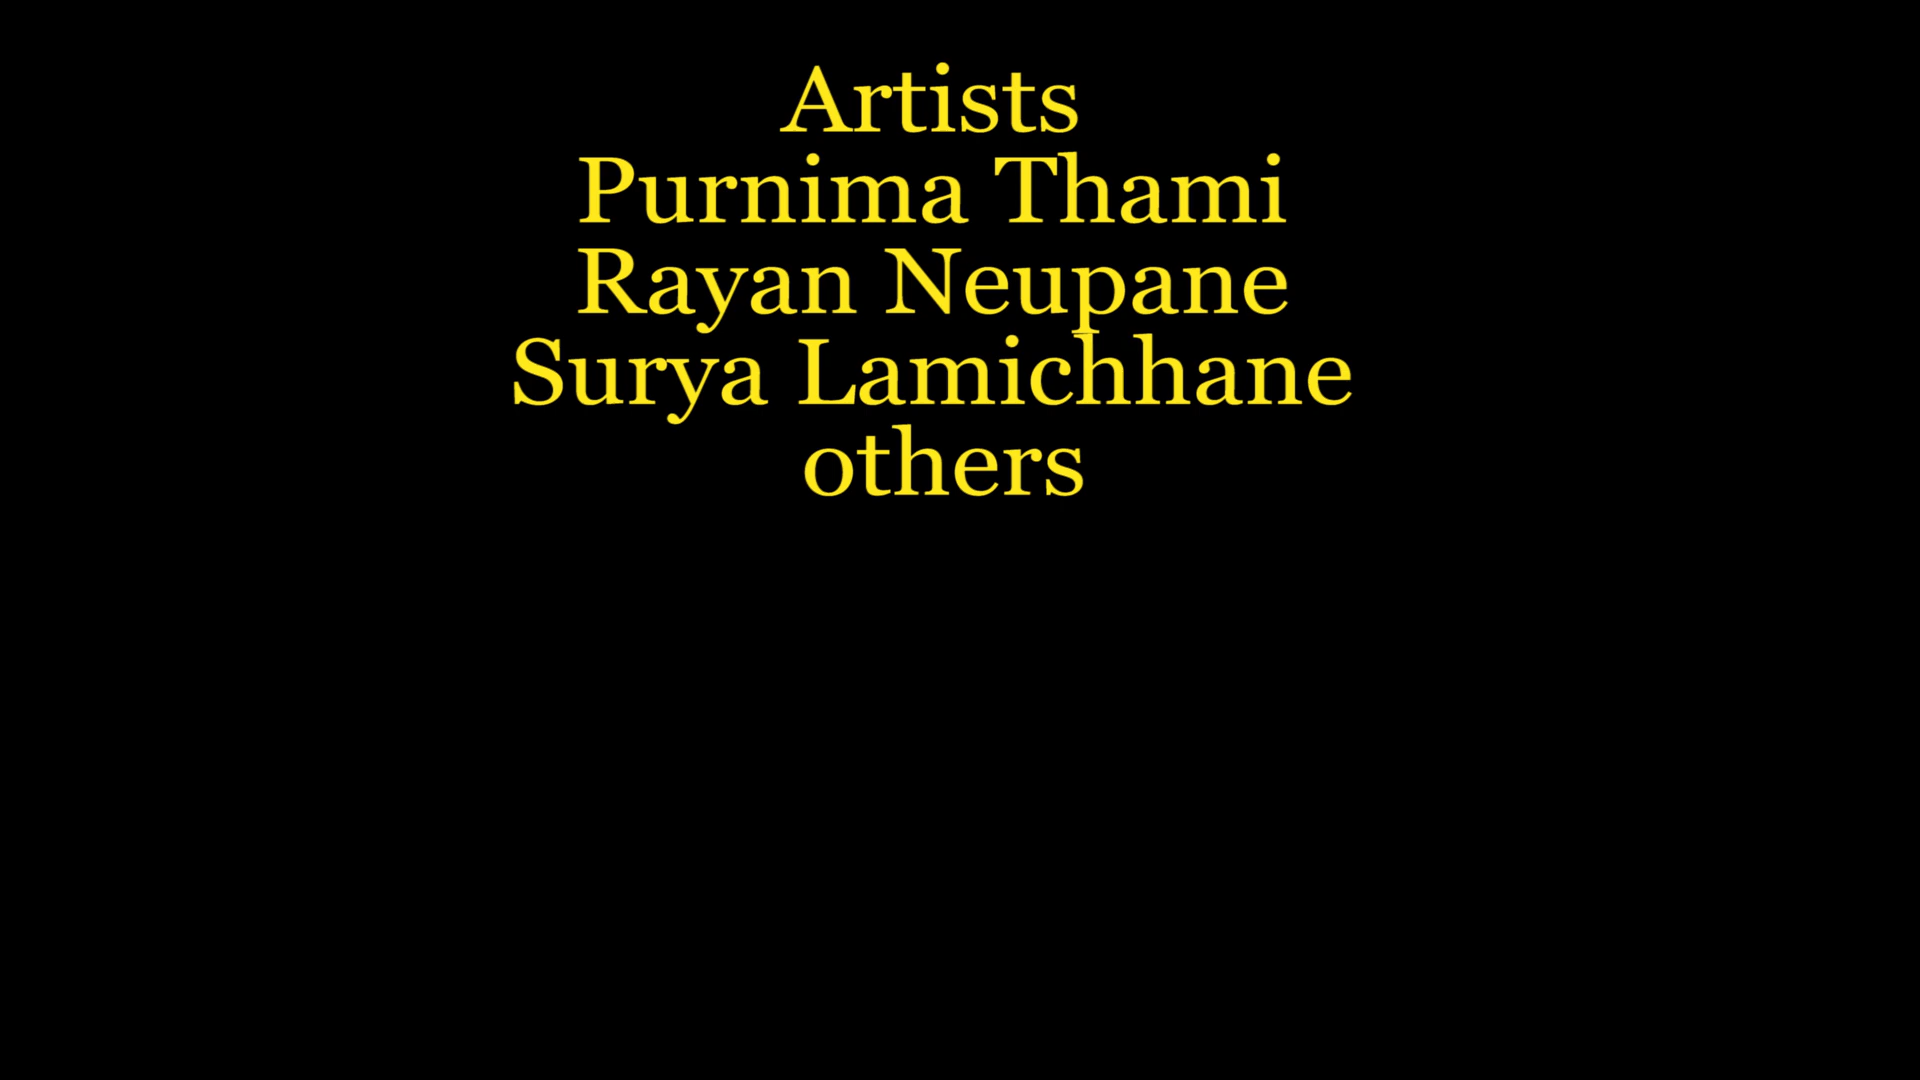 Artists
Purnima Thami
Rayan Neupane
Surya Lamichhane
others